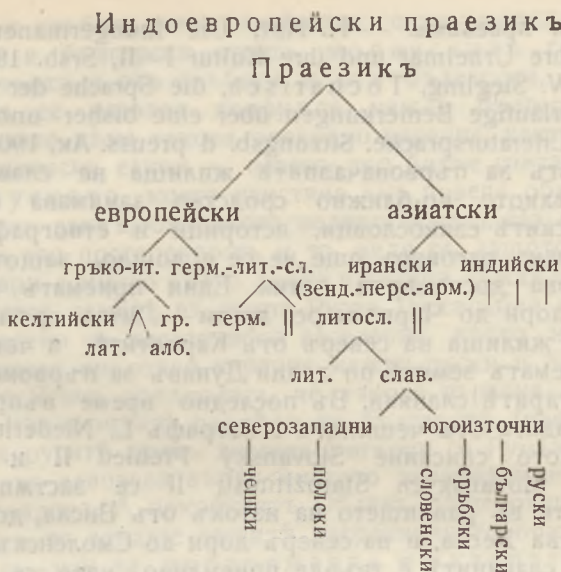 Индоевропейски праезикъ
Праезикъ
европейски азиатски
гръко-ит. герм.-лит.-сл. ирански индийски
(зенд.-перс.-арм.)
келтийски гр. герм. литосл.
лат. алб.
лит. слав.
северозападни югоизточни
чешки
полски
словенски
сръбски
български
руски